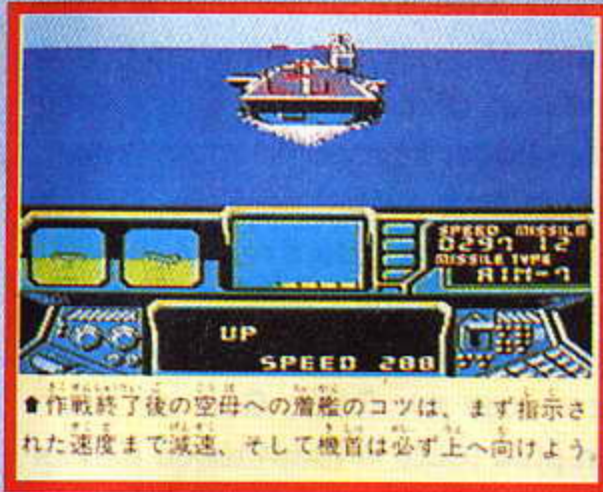 SPEED MISSILE
0297 12
MISSILE TYPE
AIM-7
UP
SPEED 288
⬆作戦終了後の空母への着艦のコツは、まず指示さ
れた速度まで減速、そして機首は必ず上へ向けよう。